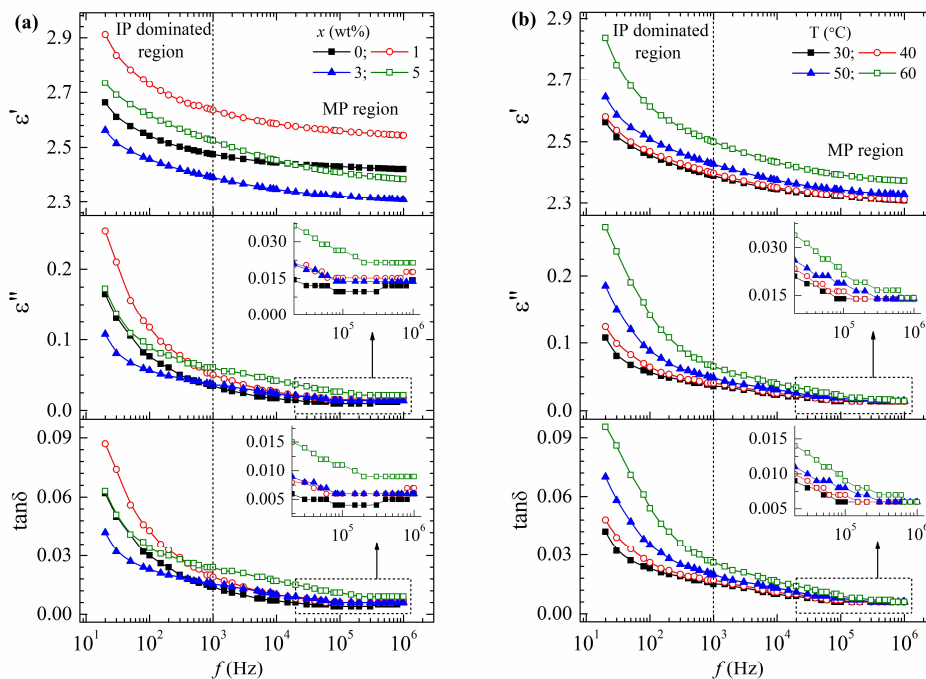 (a)
IP dominated
region
x (wt%)
0; 1
3; 5
MP region
2.9
2.7
2.5
2.3
ε'
0.2
0.1
0.0
ε''
0.030
0.015
0.000
10^5 10^6
0.09
0.06
0.03
0.00
tanδ
0.015
0.010
0.005
10^5 10^6
10^1 10^2 10^3 10^4 10^5 10^6
f (Hz)
(b)
IP dominated
region
T (°C)
30; 40
50; 60
MP region
2.9
2.7
2.5
2.3
ε'
0.3
0.2
0.1
0.0
ε''
0.030
0.015
10^5 10^6
0.09
0.06
0.03
0.00
tanδ
0.015
0.010
0.005
10^5 10^6
10^1 10^2 10^3 10^4 10^5 10^6
f (Hz)